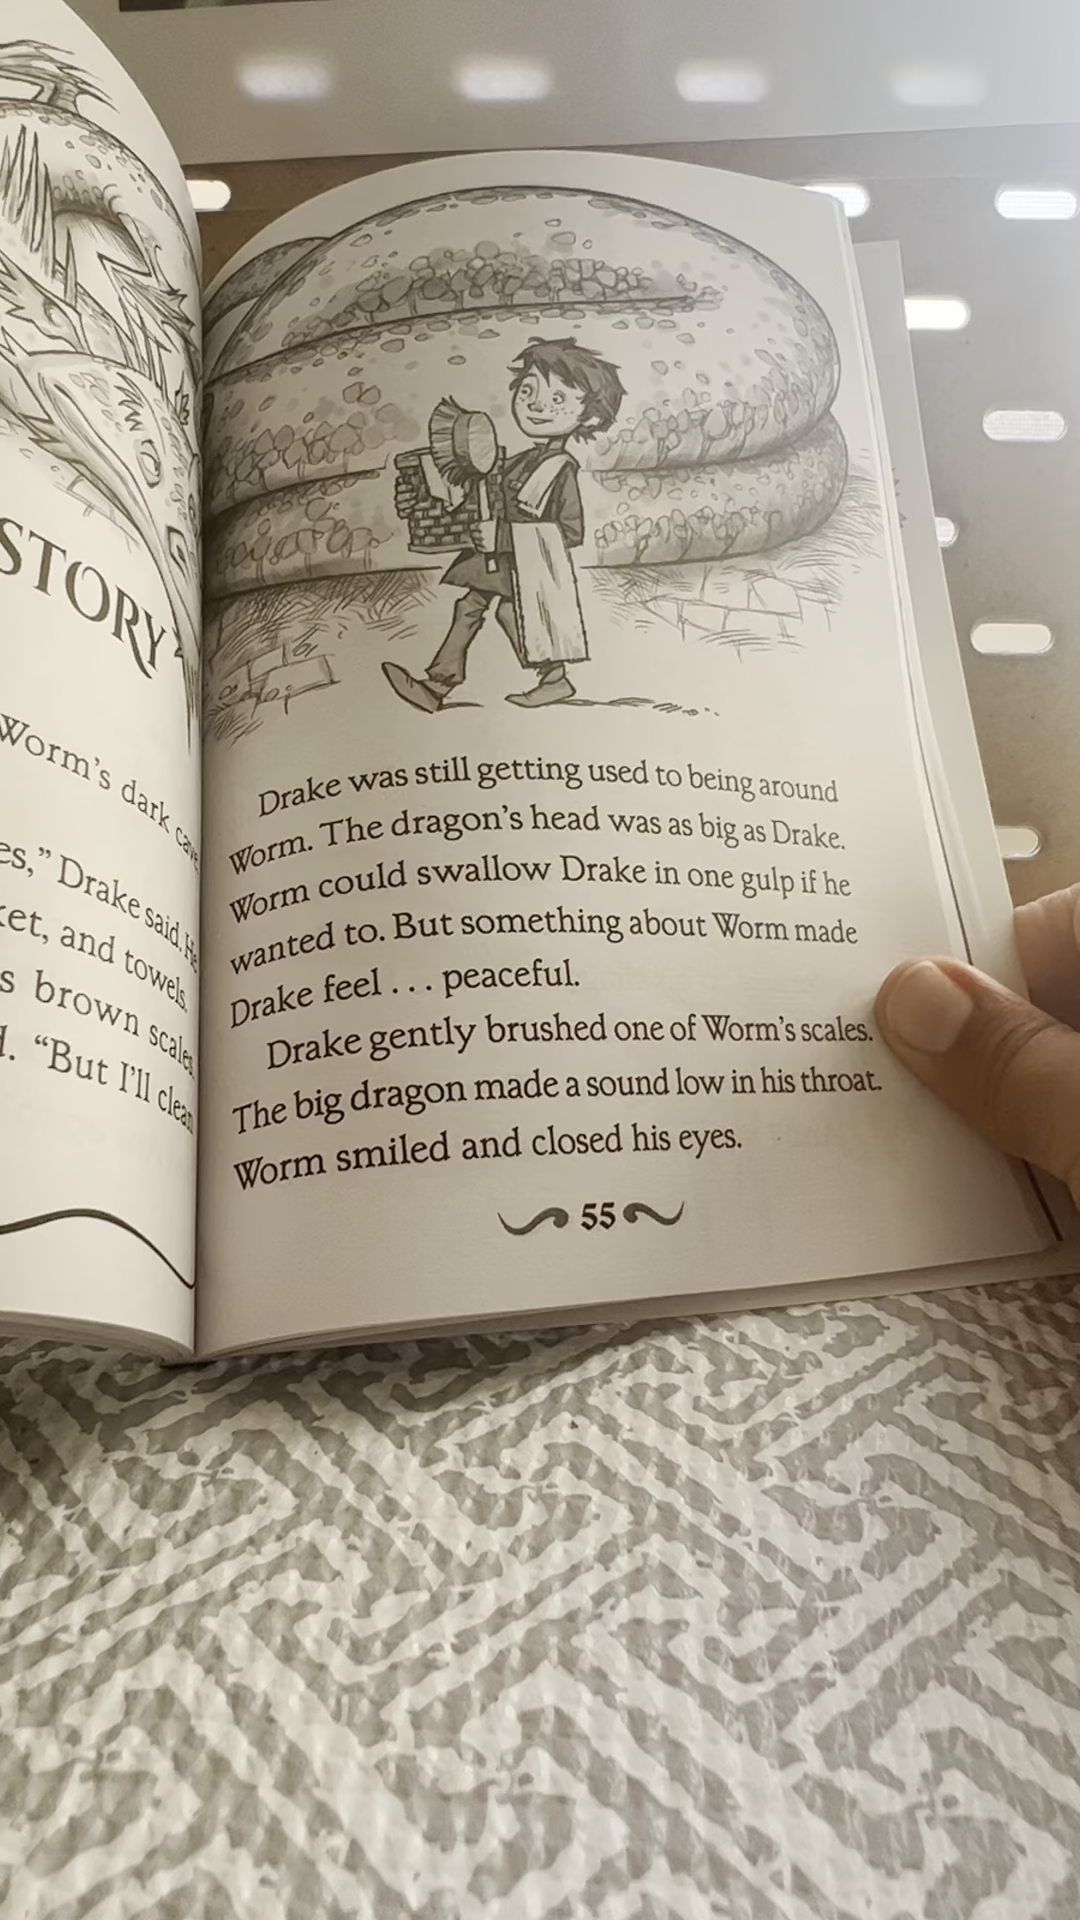 STORY
Worm's dark cave
es," Drake said. He
ket, and towels.
s brown scales
d. "But I'll clean
Drake was still getting used to being around
Worm. The dragon's head was as big as Drake.
Worm could swallow Drake in one gulp if he
wanted to. But something about Worm made
Drake feel . . . peaceful.
Drake gently brushed one of Worm's scales.
The big dragon made a sound low in his throat.
Worm smiled and closed his eyes.
55